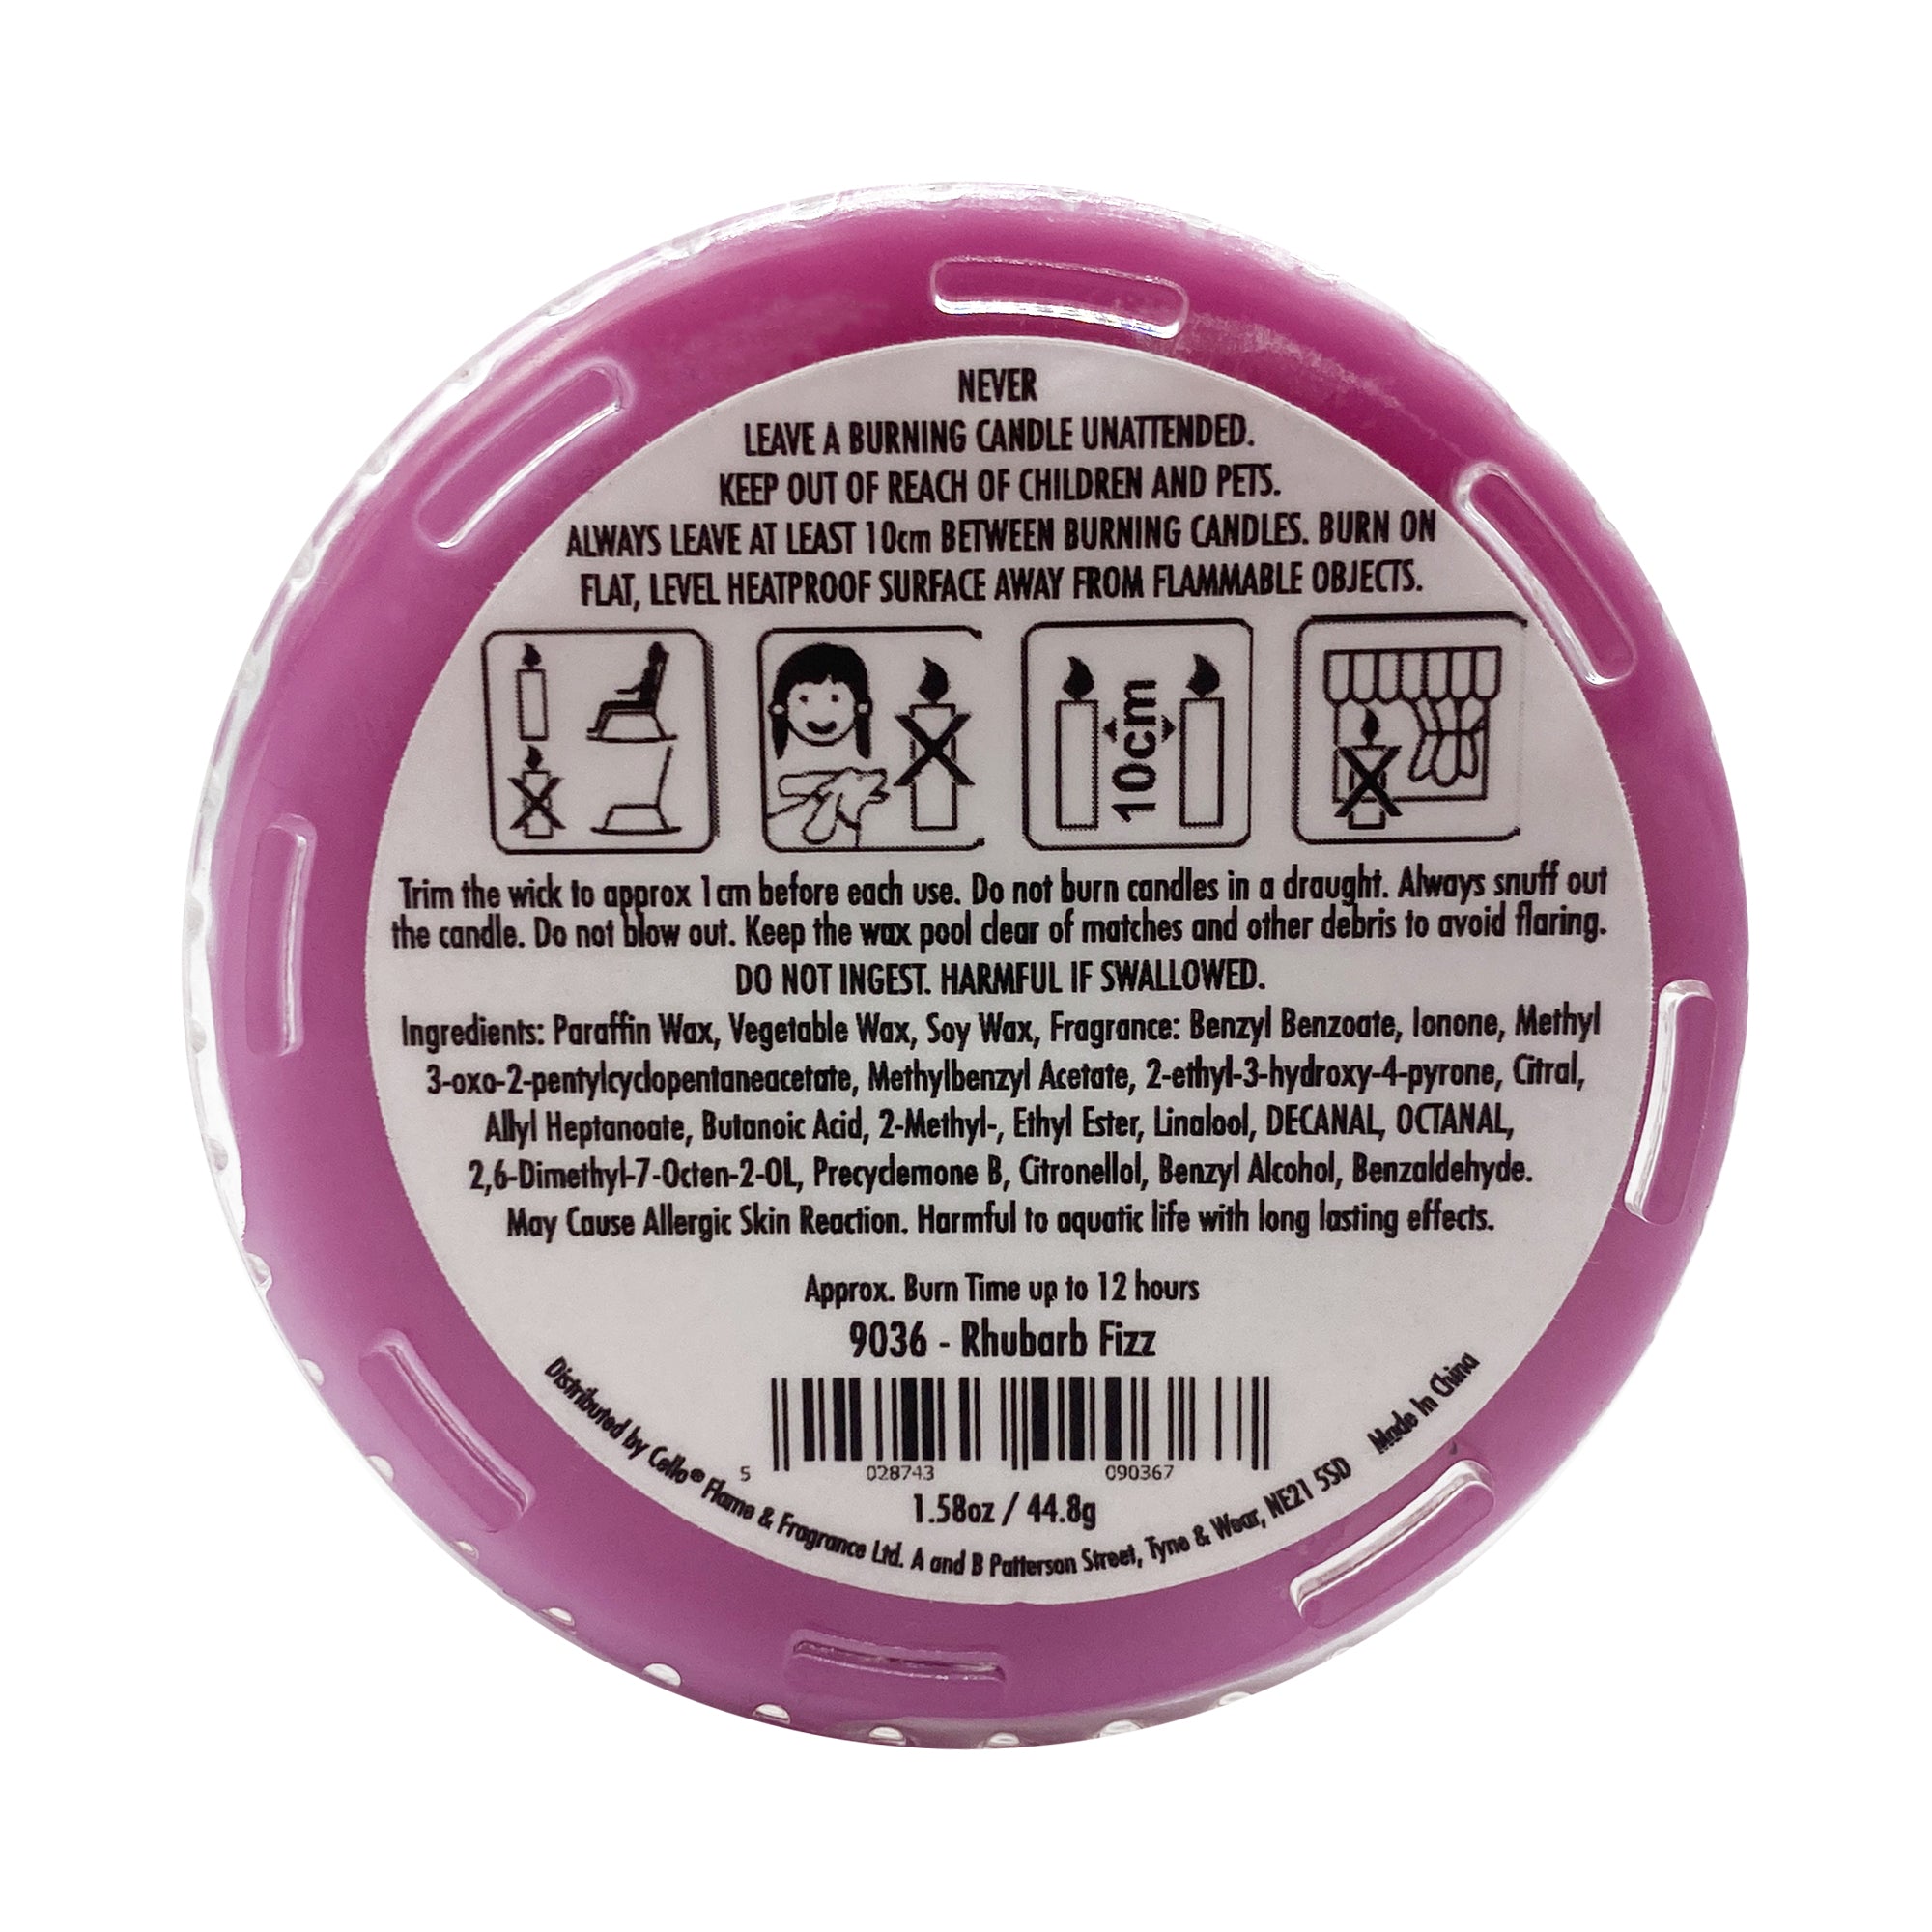 NEVER
LEAVE A BURNING CANDLE UNATTENDED.
KEEP OUT OF REACH OF CHILDREN AND PETS.
ALWAYS LEAVE AT LEAST 10cm BETWEEN BURNING CANDLES. BURN ON
FLAT, LEVEL HEATPROOF SURFACE AWAY FROM FLAMMABLE OBJECTS.
10cm
Trim the wick to approx 1cm before each use. Do not burn candles in a draught. Always snuff out
the candle. Do not blow out. Keep the wax pool clear of matches and other debris to avoid flaring.
DO NOT INGEST. HARMFUL IF SWALLOWED.
Ingredients: Paraffin Wax, Vegetable Wax, Soy Wax, Fragrance: Benzyl Benzoate, Ionone, Methyl
3-oxo-2-pentylcyclopentaneacetate, Methylbenzyl Acetate, 2-ethyl-3-hydroxy-4-pyrone, Citral,
Allyl Heptanoate, Butanoic Acid, 2-Methyl-, Ethyl Ester, Linalool, DECANAL, OCTANAL,
2,6-Dimethyl-7-Octen-2-OL, Precyclemone B, Citronellol, Benzyl Alcohol, Benzaldehyde.
May Cause Allergic Skin Reaction. Harmful to aquatic life with long lasting effects.
Approx. Burn Time up to 12 hours
9036 - Rhubarb Fizz
5 028743 090367
1.58oz / 44.8g
Distributed by Cello® Flame & Fragrance Ltd. A and B Patterson Street, Tyne & Wear, NE21 5SD Made In China